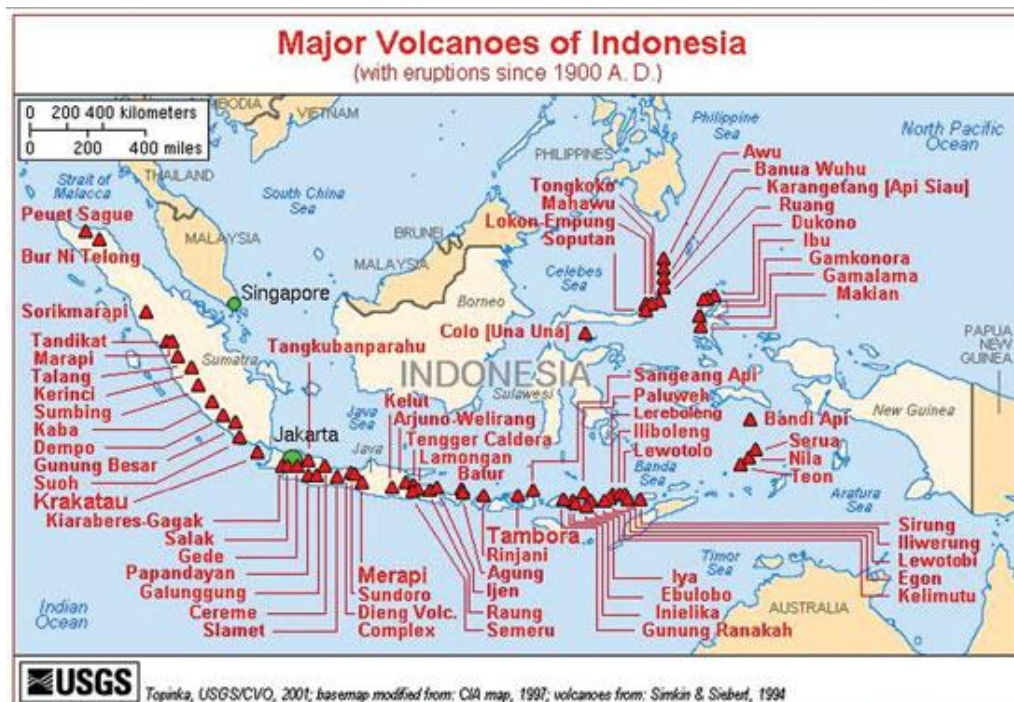 Major Volcanoes of Indonesia
(with eruptions since 1900 A. D.)
0 200 400 kilometers
0 200 400 miles
CAMBODIA
VIETNAM
THAILAND
Strait of
Malacca
South China
Sea
PHILIPPINES
Philippine
Sea
North Pacific
Ocean
MALAYSIA
BRUNEI
MALAYSIA
Singapore
Borneo
Celebes
Sea
Awu
Banua Wuhu
Karangetang [Api Siau]
Ruang
Dukono
Ibu
Gamkonora
Gamalama
Makian
Tongkoko
Mahawu
Lokon-Empung
Soputan
Colo [Una Una]
Peuet Sague
Bur Ni Telong
Sorikmarapi
Tandikat
Marapi
Talang
Kerinci
Sumbing
Kaba
Dempo
Gunung Besar
Suoh
Krakatau
Sumatra
Tangkubanparahu
INDONESIA
Sulawesi
PAPUA
NEW
GUINEA
New Guinea
Java
Sea
Jakarta
Java
Kelut
Arjuno-Welirang
Tengger Caldera
Lamongan
Batur
Sangeang Api
Paluweh
Lereboleng
Iliboleng
Lewotolo
Banda
Sea
Bandi Api
Serua
Nila
Teon
Arafura
Sea
Kiaraberes-Gagak
Salak
Gede
Papandayan
Galunggung
Cereme
Slamet
Merapi
Sundoro
Dieng Volc.
Complex
Tambora
Rinjani
Agung
Ijen
Raung
Semeru
Iya
Ebulobo
Inielika
Gunung Ranakah
Timor
Sea
Sirung
Iliwerung
Lewotobi
Egon
Kelimutu
Indian
Ocean
AUSTRALIA
USGS
Topinka, USGS/CVO, 2001; basemap modified from: CIA map, 1997; volcanoes from: Simkin & Siebert, 1994